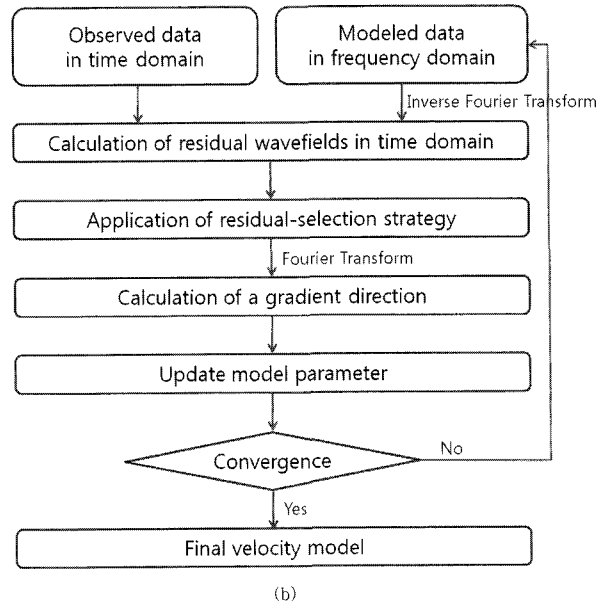 Observed data
in time domain
Modeled data
in frequency domain
Inverse Fourier Transform
Calculation of residual wavefields in time domain
Application of residual-selection strategy
Fourier Transform
Calculation of a gradient direction
Update model parameter
Convergence
No
Yes
Final velocity model
(b)